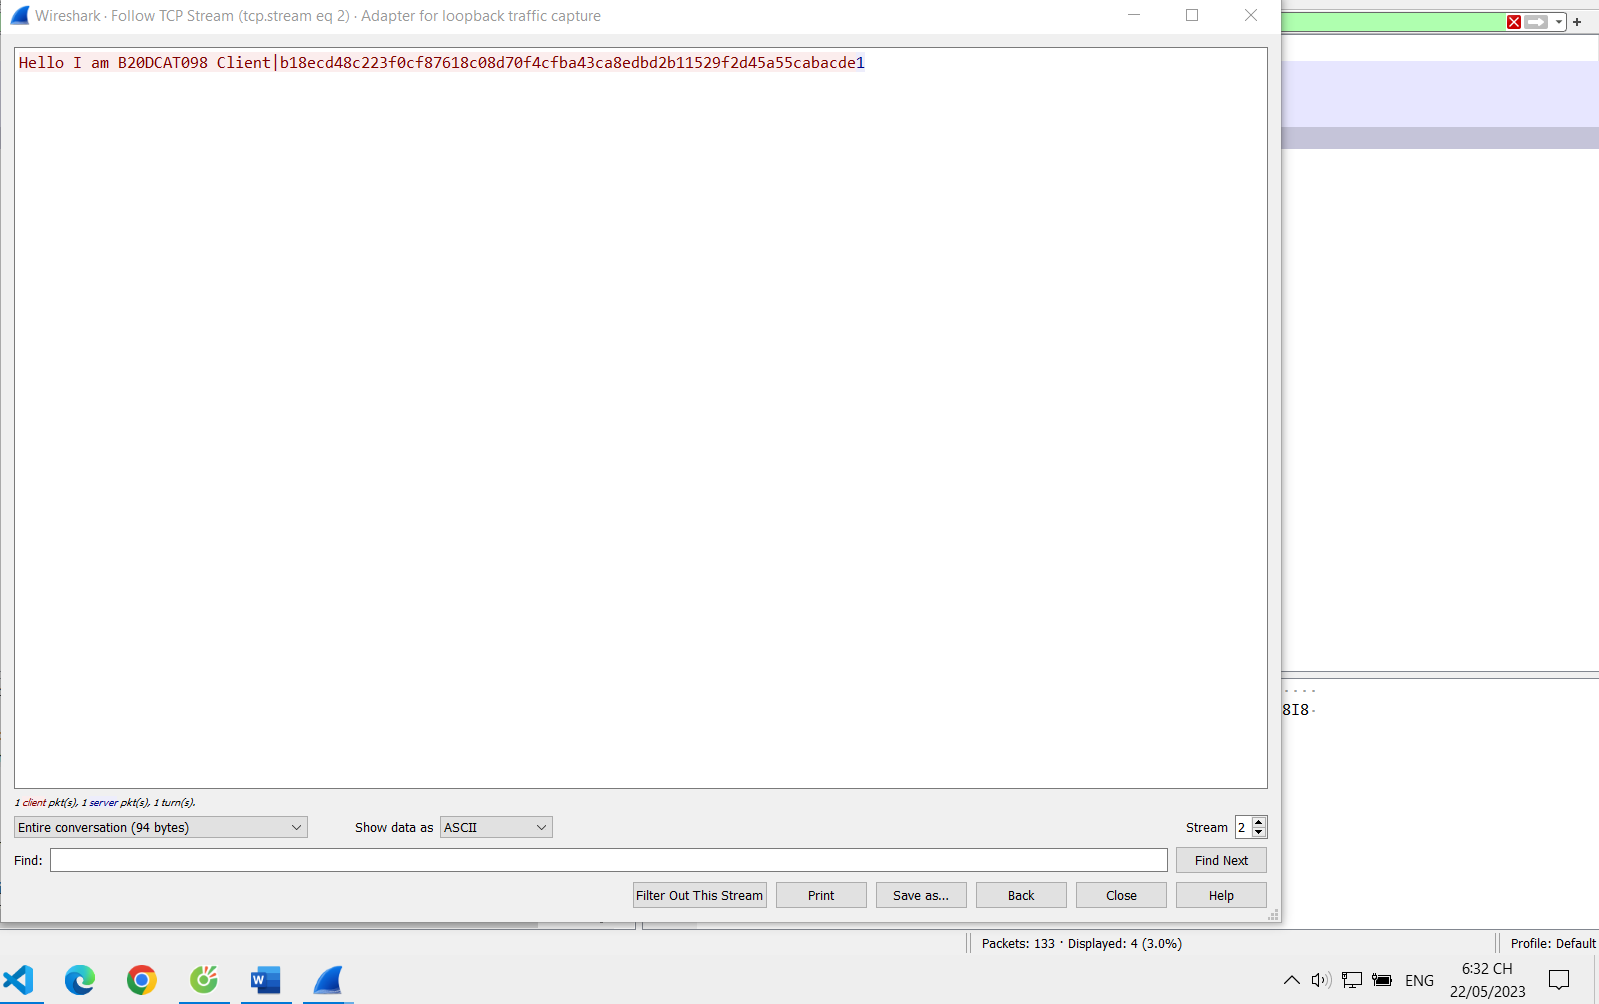 Wireshark · Follow TCP Stream (tcp.stream eq 2) · Adapter for loopback traffic capture
Hello I am B20DCAT098 Client|b18ecd48c223f0cf87618c08d70f4cfba43ca8edbd2b11529f2d45a55cabacde1
····
8I8·
1 client pkt(s), 1 server pkt(s), 1 turn(s).
Entire conversation (94 bytes)
Show data as
ASCII
Stream
2
Find:
Find Next
Filter Out This Stream
Print
Save as...
Back
Close
Help
Packets: 133 · Displayed: 4 (3.0%)
Profile: Default
W
ENG
6:32 CH
22/05/2023